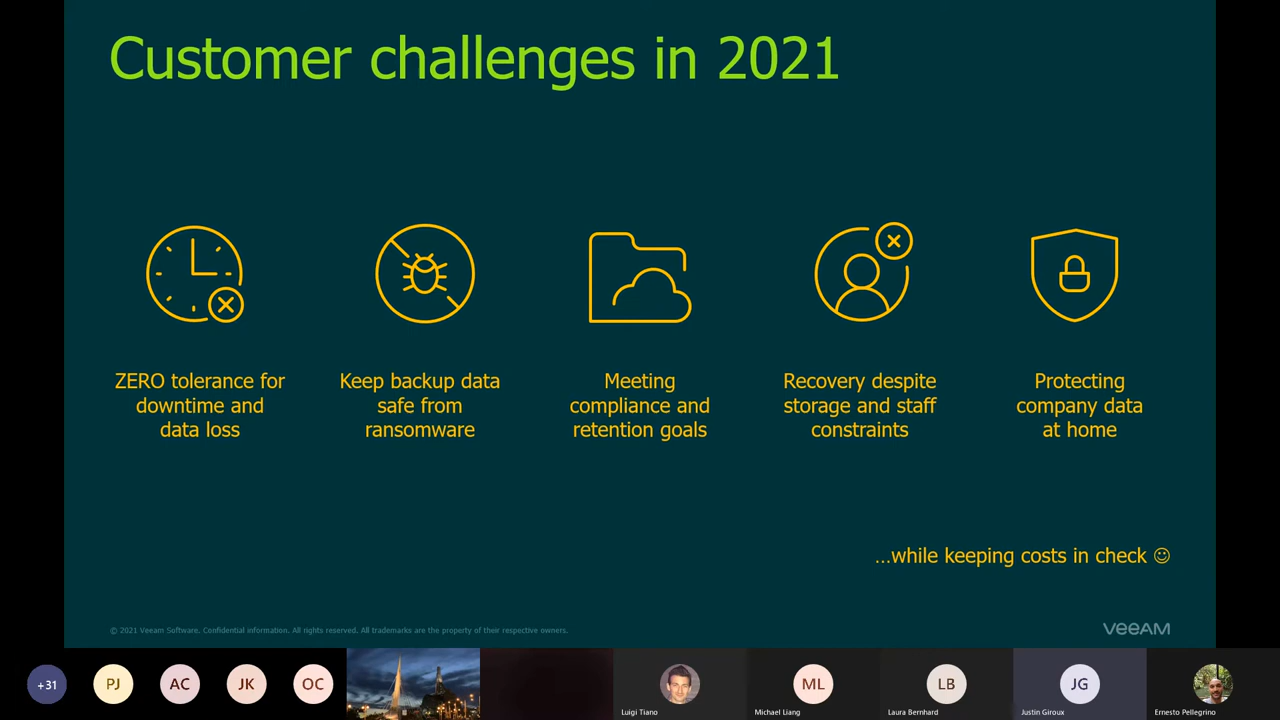 Customer challenges in 2021
ZERO tolerance for
downtime and
data loss
Keep backup data
safe from
ransomware
Meeting
compliance and
retention goals
Recovery despite
storage and staff
constraints
Protecting
company data
at home
...while keeping costs in check ☺
© 2021 Veeam Software. Confidential information. All rights reserved. All trademarks are the property of their respective owners.
VEEAM
+31
PJ
AC
JK
OC
Luigi Tiano
ML
Michael Liang
LB
Laura Bernhard
JG
Justin Giroux
Ernesto Pellegrino